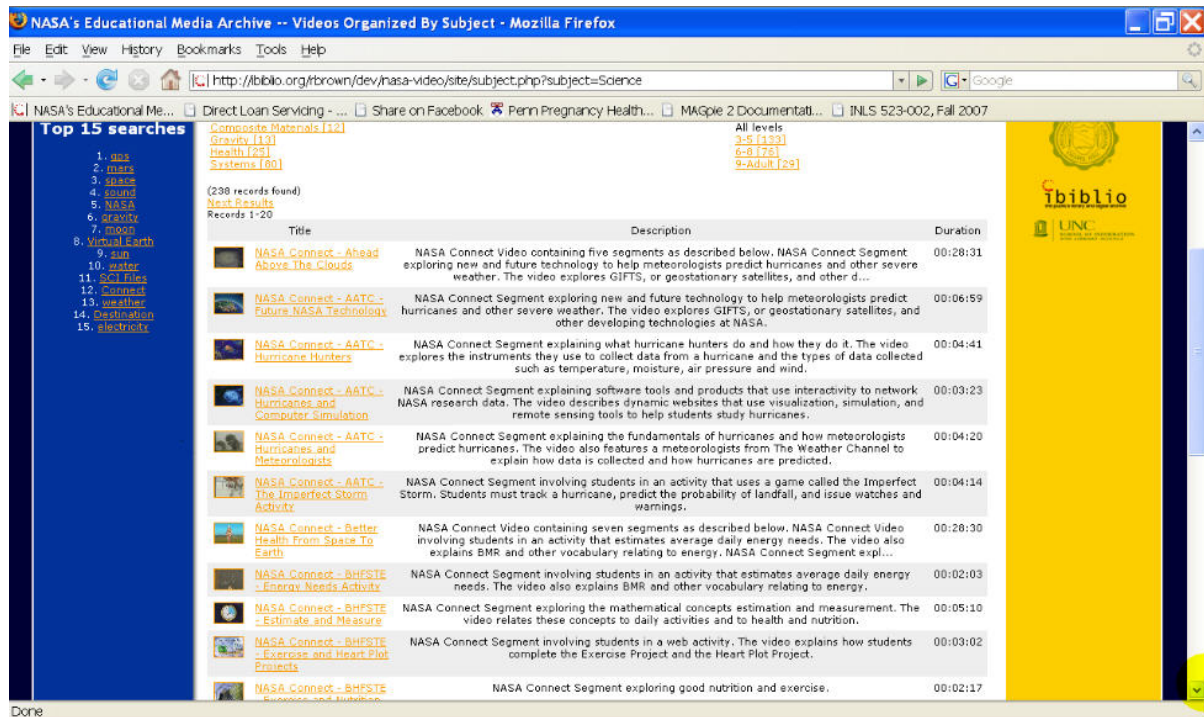 NASA's Educational Media Archive -- Videos Organized By Subject - Mozilla Firefox
File Edit View History Bookmarks Tools Help
http://ibiblio.org/rbrown/dev/nasa-video/site/subject.php?subject=Science
Google
NASA's Educational Me... Direct Loan Servicing - ... Share on Facebook Penn Pregnancy Health... MAGpie 2 Documentati... INLS 523-002, Fall 2007
Top 15 searches
1. gps
2. mars
3. space
4. sound
5. NASA
6. gravity
7. moon
8. Virtual Earth
9. sun
10. water
11. SCI Files
12. Connect
13. weather
14. Destination
15. electricity
Composite Materials [12]
Gravity [13]
Health [25]
Systems [80]
All levels
3-5 [133]
6-8 [76]
9-Adult [29]
(238 records found)
Next Results
Records 1-20
Title Description Duration
NASA Connect - Ahead
Above The Clouds
NASA Connect Video containing five segments as described below. NASA Connect Segment
exploring new and future technology to help meteorologists predict hurricanes and other severe
weather. The video explores GIFTS, or geostationary satellites, and other d...
00:28:31
NASA Connect - AATC -
Future NASA Technology
NASA Connect Segment exploring new and future technology to help meteorologists predict
hurricanes and other severe weather. The video explores GIFTS, or geostationary satellites, and
other developing technologies at NASA.
00:06:59
NASA Connect - AATC -
Hurricane Hunters
NASA Connect Segment explaining what hurricane hunters do and how they do it. The video
explores the instruments they use to collect data from a hurricane and the types of data collected
such as temperature, moisture, air pressure and wind.
00:04:41
NASA Connect - AATC -
Hurricanes and
Computer Simulation
NASA Connect Segment explaining software tools and products that use interactivity to network
NASA research data. The video describes dynamic websites that use visualization, simulation, and
remote sensing tools to help students study hurricanes.
00:03:23
NASA Connect - AATC -
Hurricanes and
Meteorologists
NASA Connect Segment explaining the fundamentals of hurricanes and how meteorologists
predict hurricanes. The video also features a meteorologists from The Weather Channel to
explain how data is collected and how hurricanes are predicted.
00:04:20
NASA Connect - AATC -
The Imperfect Storm
Activity
NASA Connect Segment involving students in an activity that uses a game called the Imperfect
Storm. Students must track a hurricane, predict the probability of landfall, and issue watches and
warnings.
00:04:14
NASA Connect - Better
Health From Space To
Earth
NASA Connect Video containing seven segments as described below. NASA Connect Video
involving students in an activity that estimates average daily energy needs. The video also
explains BMR and other vocabulary relating to energy. NASA Connect Segment expl...
00:28:30
NASA Connect - BHFSTE
- Energy Needs Activity
NASA Connect Segment involving students in an activity that estimates average daily energy
needs. The video also explains BMR and other vocabulary relating to energy.
00:02:03
NASA Connect - BHFSTE
- Estimate and Measure
NASA Connect Segment exploring the mathematical concepts estimation and measurement. The
video relates these concepts to daily activities and to health and nutrition.
00:05:10
NASA Connect - BHFSTE
- Exercise and Heart Plot
Projects
NASA Connect Segment involving students in a web activity. The video explains how students
complete the Exercise Project and the Heart Plot Project.
00:03:02
NASA Connect - BHFSTE
- Exercise and Nutrition
NASA Connect Segment exploring good nutrition and exercise.
00:02:17
ibiblio
UNC
Done